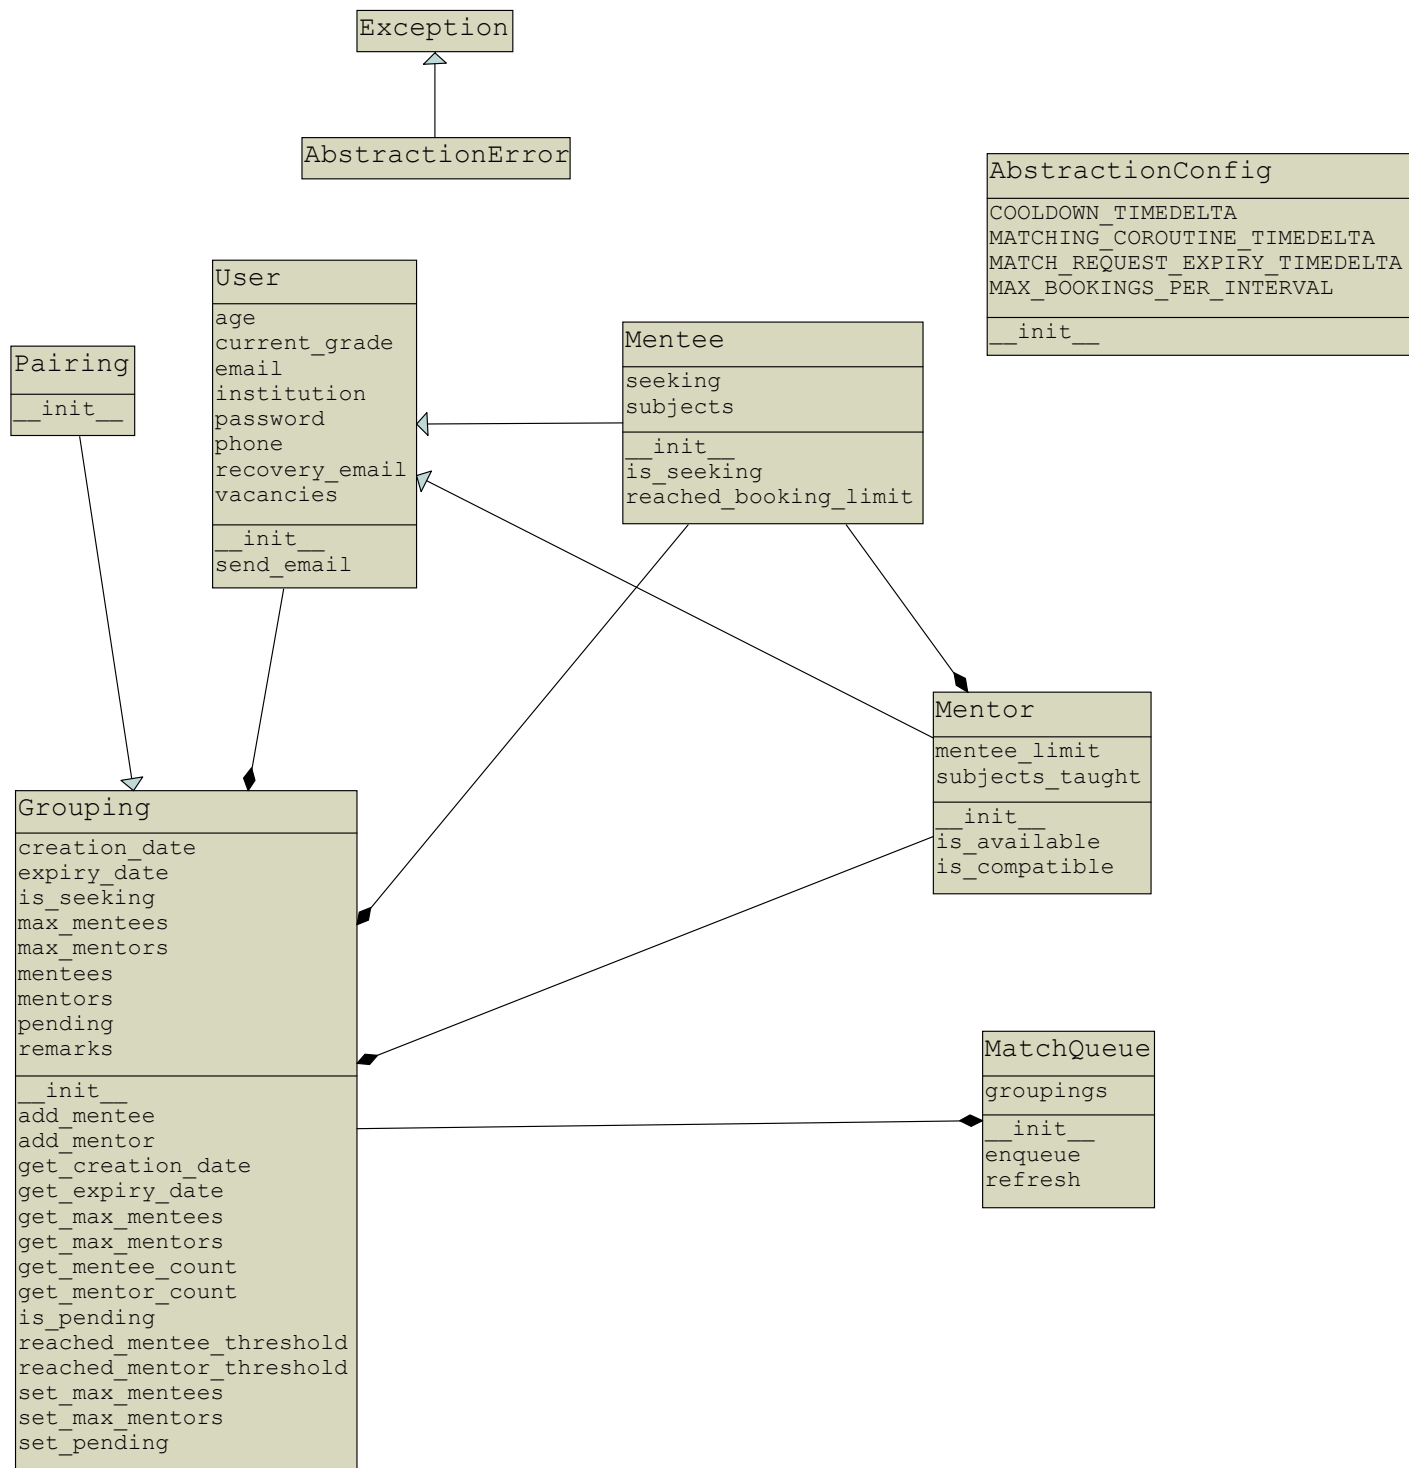 Exception
AbstractionError
AbstractionConfig
COOLDOWN_TIMEDELTA
MATCHING_COROUTINE_TIMEDELTA
MATCH_REQUEST_EXPIRY_TIMEDELTA
MAX_BOOKINGS_PER_INTERVAL
__init__
User
age
current_grade
email
institution
password
phone
recovery_email
vacancies
__init__
send_email
Mentee
seeking
subjects
__init__
is_seeking
reached_booking_limit
Pairing
__init__
Mentor
mentee_limit
subjects_taught
__init__
is_available
is_compatible
Grouping
creation_date
expiry_date
is_seeking
max_mentees
max_mentors
mentees
mentors
pending
remarks
__init__
add_mentee
add_mentor
get_creation_date
get_expiry_date
get_max_mentees
get_max_mentors
get_mentee_count
get_mentor_count
is_pending
reached_mentee_threshold
reached_mentor_threshold
set_max_mentees
set_max_mentors
set_pending
MatchQueue
groupings
__init__
enqueue
refresh